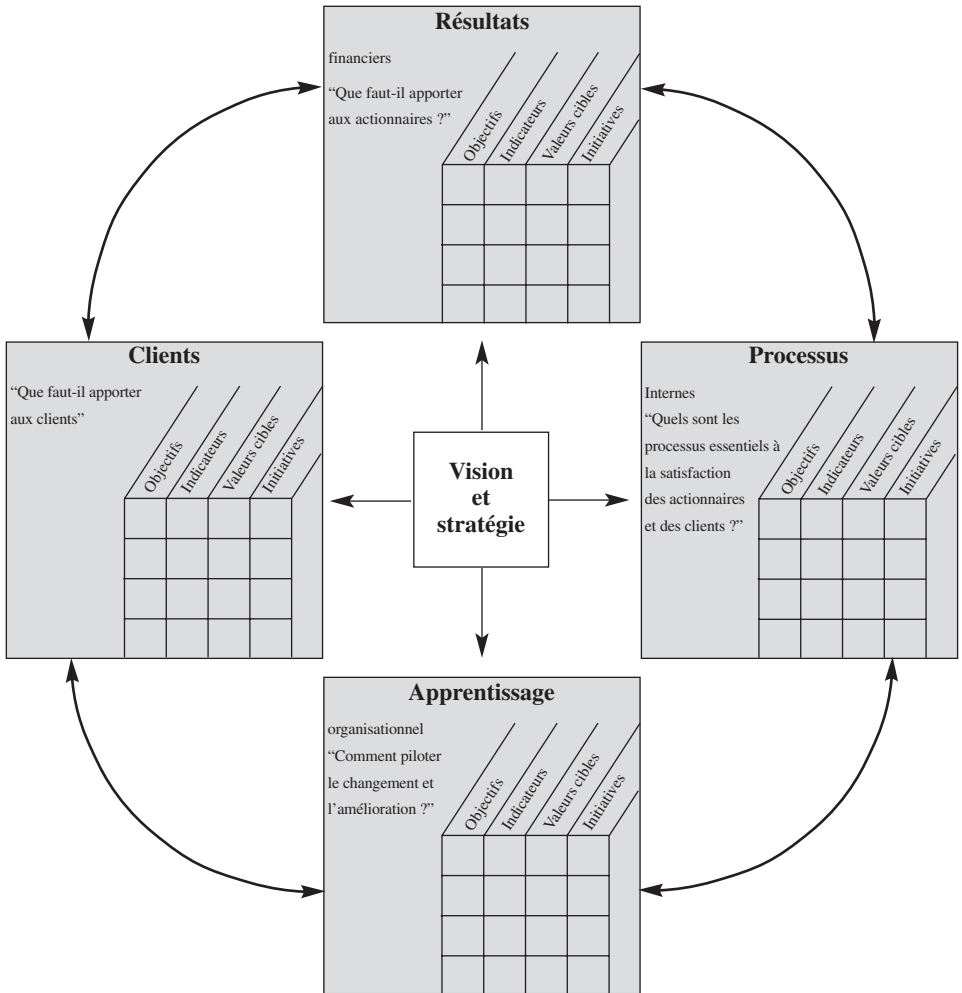 Résultats
financiers
“Que faut-il apporter
aux actionnaires ?”
Objectifs
Indicateurs
Valeurs cibles
Initiatives
Clients
“Que faut-il apporter
aux clients”
Objectifs
Indicateurs
Valeurs cibles
Initiatives
Vision
et
stratégie
Processus
Internes
“Quels sont les
processus essentiels à
la satisfaction
des actionnaires
et des clients ?”
Objectifs
Indicateurs
Valeurs cibles
Initiatives
Apprentissage
organisationnel
“Comment piloter
le changement et
l’amélioration ?”
Objectifs
Indicateurs
Valeurs cibles
Initiatives